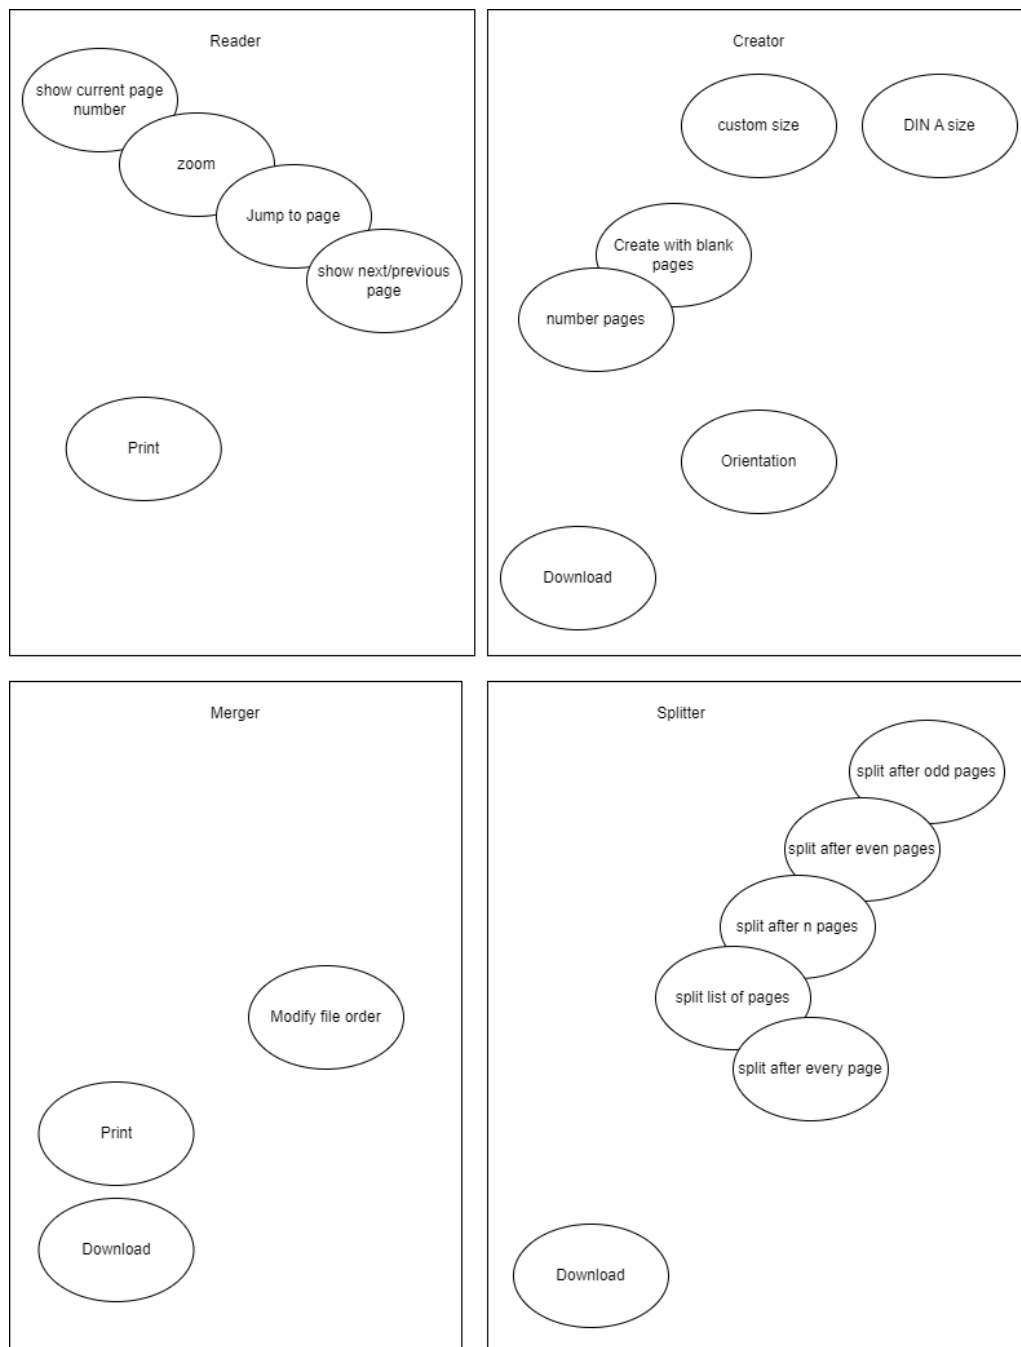 Reader
show current page
number
zoom
Jump to page
show next/previous
page
Print
Creator
custom size
DIN A size
Create with blank
pages
number pages
Orientation
Download
Merger
Modify file order
Print
Download
Splitter
split after odd pages
split after even pages
split after n pages
split list of pages
split after every page
Download